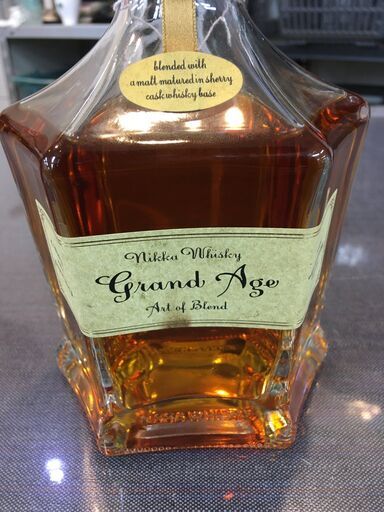 blended with
a malt matured in sherry
cask whisky base
Nikka Whisky
Grand Age
Art of Blend